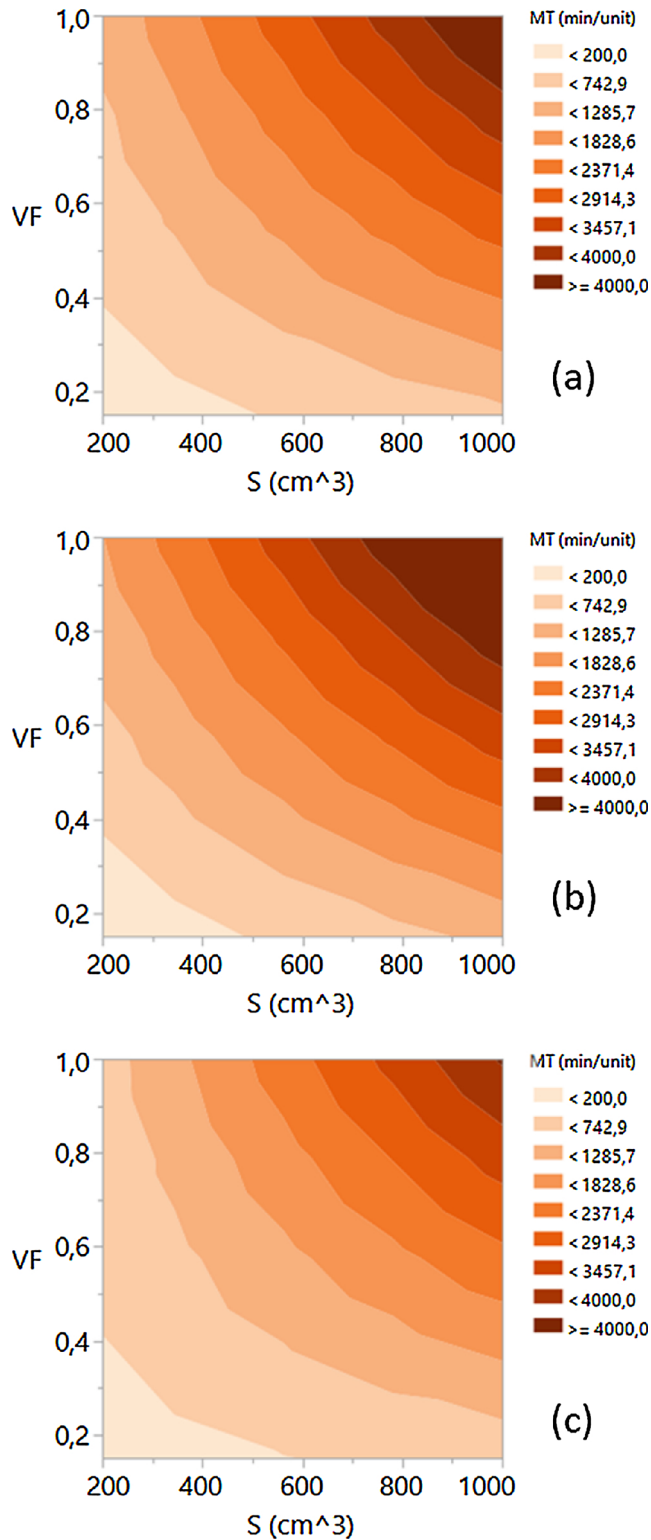 MT (min/unit)
1,0
< 200,0
< 742,9
0,8
< 1285,7
< 1828,6
< 2371,4
0,6
VF
< 2914,3
< 3457,1
< 4000,0
0,4
>= 4000,0
(a)
0,2
200 400 600 800 1000
S (cm^3)
MT (min/unit)
1,0
< 200,0
< 742,9
0,8
< 1285,7
< 1828,6
< 2371,4
0,6
VF
< 2914,3
< 3457,1
< 4000,0
0,4
>= 4000,0
(b)
0,2
200 400 600 800 1000
S (cm^3)
MT (min/unit)
1,0
< 200,0
< 742,9
0,8
< 1285,7
< 1828,6
< 2371,4
0,6
VF
< 2914,3
< 3457,1
< 4000,0
0,4
>= 4000,0
(c)
0,2
200 400 600 800 1000
S (cm^3)